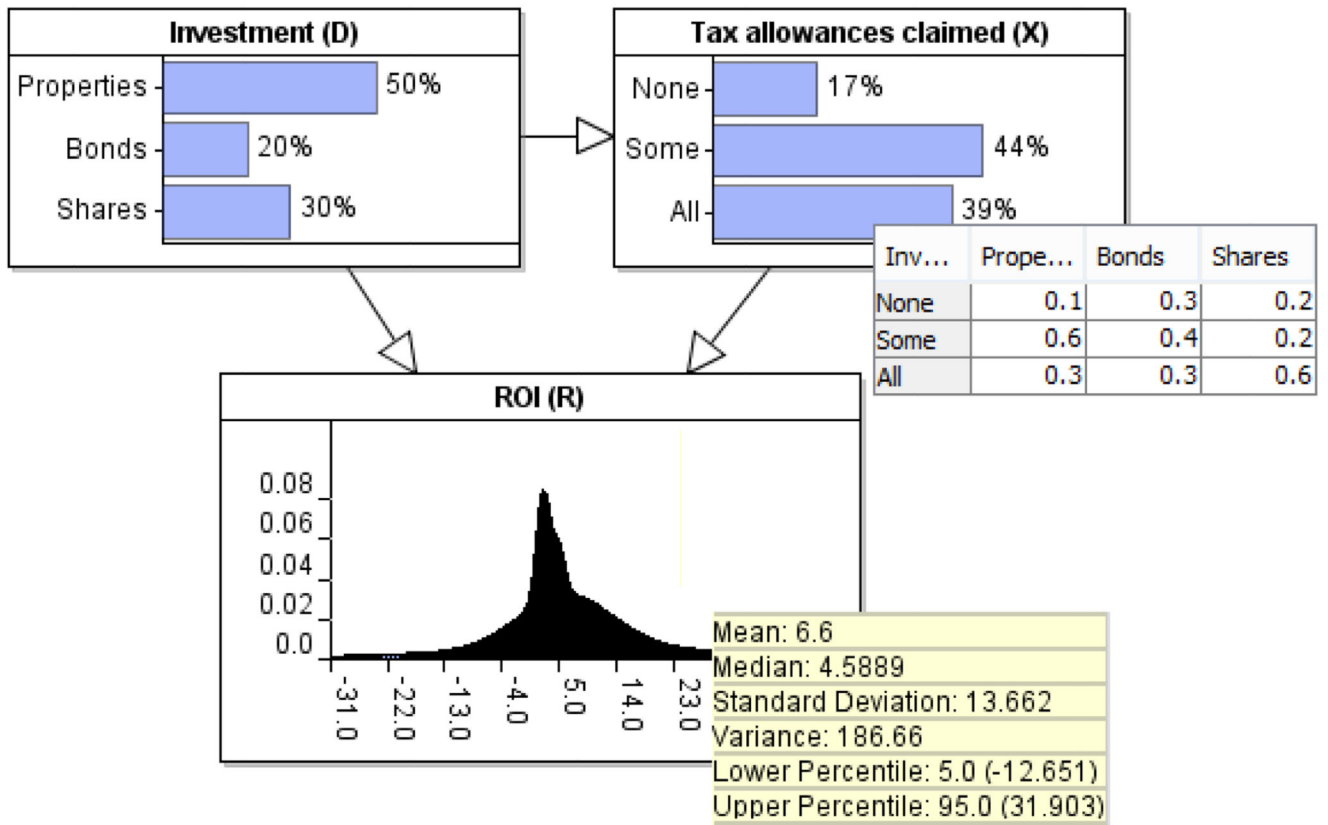 Investment (D)
Properties 50%
Bonds 20%
Shares 30%
Tax allowances claimed (X)
None 17%
Some 44%
All 39%
Inv... Prope... Bonds Shares
None 0.1 0.3 0.2
Some 0.6 0.4 0.2
All 0.3 0.3 0.6
ROI (R)
0.08
0.06
0.04
0.02
0.0
-31.0 -22.0 -13.0 -4.0 5.0 14.0 23.0
Mean: 6.6
Median: 4.5889
Standard Deviation: 13.662
Variance: 186.66
Lower Percentile: 5.0 (-12.651)
Upper Percentile: 95.0 (31.903)